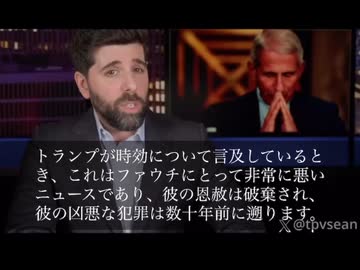 トランプが時効について言及していると
き、これはファウチにとって非常に悪い
ニュースであり、彼の恩赦は破棄され、
彼の凶悪な犯罪は数十年前に遡ります。
X @tpvsean